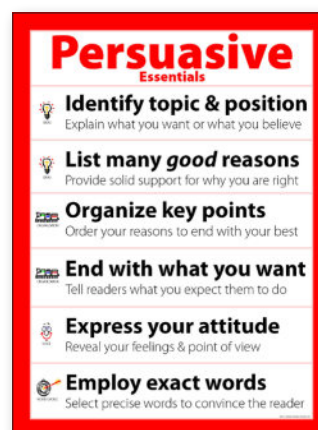 Persuasive
Essentials
Identify topic & position
Explain what you want or what you believe
List many good reasons
Provide solid support for why you are right
Organize key points
Order your reasons to end with your best
End with what you want
Tell readers what you expect them to do
Express your attitude
Reveal your feelings & point of view
Employ exact words
Select precise words to convince the reader